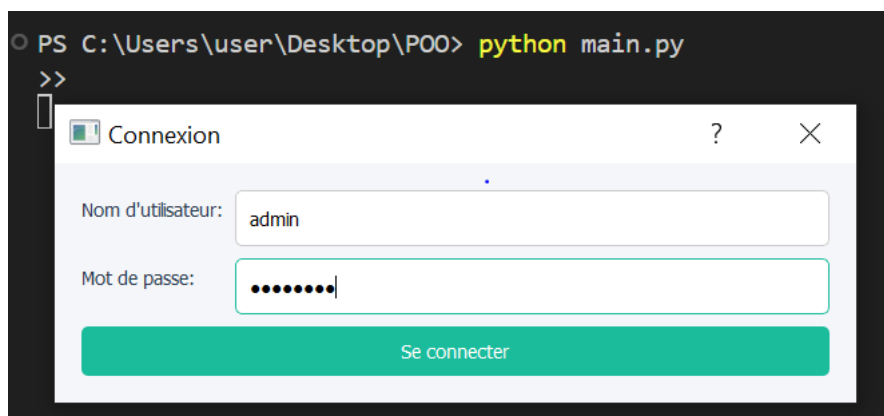 PS C:\Users\user\Desktop\POO> python main.py
>>
Connexion ?
Nom d'utilisateur: admin
Mot de passe: ••••••••
Se connecter